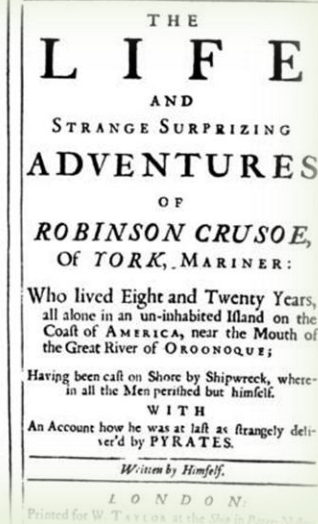 THE
LIFE
AND
STRANGE SURPRIZING
ADVENTURES
OF
ROBINSON CRUSOE,
Of YORK, MARINER:
Who lived Eight and Twenty Years,
all alone in an un-inhabited Iſland on the
Coaſt of AMERICA, near the Mouth of
the Great River of OROONOQUE;
Having been caſt on Shore by Shipwreck, where-
in all the Men periſhed but himſelf.
WITH
An Account how he was at laſt as ſtrangely deli-
ver'd by PYRATES.
Written by Himſelf.
LONDON:
Printed for W. TAYLOR at the Ship in